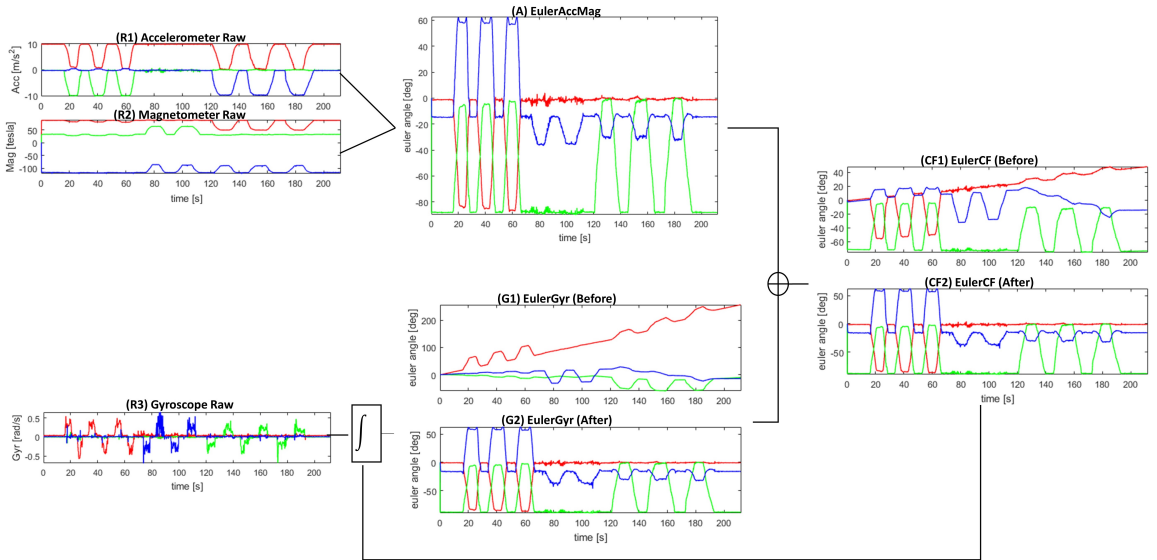 (A) EulerAccMag
60
40
20
0
-20
-40
-60
-80
euler angle [deg]
0 20 40 60 80 100 120 140 160 180 200
time [s]
(R1) Accelerometer Raw
10
0
-10
Acc [m/s²]
0 20 40 60 80 100 120 140 160 180 200
(R2) Magnetometer Raw
50
0
-50
-100
Mag [tesla]
0 20 40 60 80 100 120 140 160 180 200
time [s]
(CF1) EulerCF (Before)
40
20
0
-20
-40
-60
euler angle [deg]
0 20 40 60 80 100 120 140 160 180 200
(CF2) EulerCF (After)
50
0
-50
euler angle [deg]
0 20 40 60 80 100 120 140 160 180 200
time [s]
(G1) EulerGyr (Before)
200
100
0
euler angle [deg]
0 20 40 60 80 100 120 140 160 180 200
(R3) Gyroscope Raw
0.5
0
-0.5
Gyr [rad/s]
0 20 40 60 80 100 120 140 160 180 200
time [s]
∫
(G2) EulerGyr (After)
50
0
-50
euler angle [deg]
0 20 40 60 80 100 120 140 160 180 200
time [s]